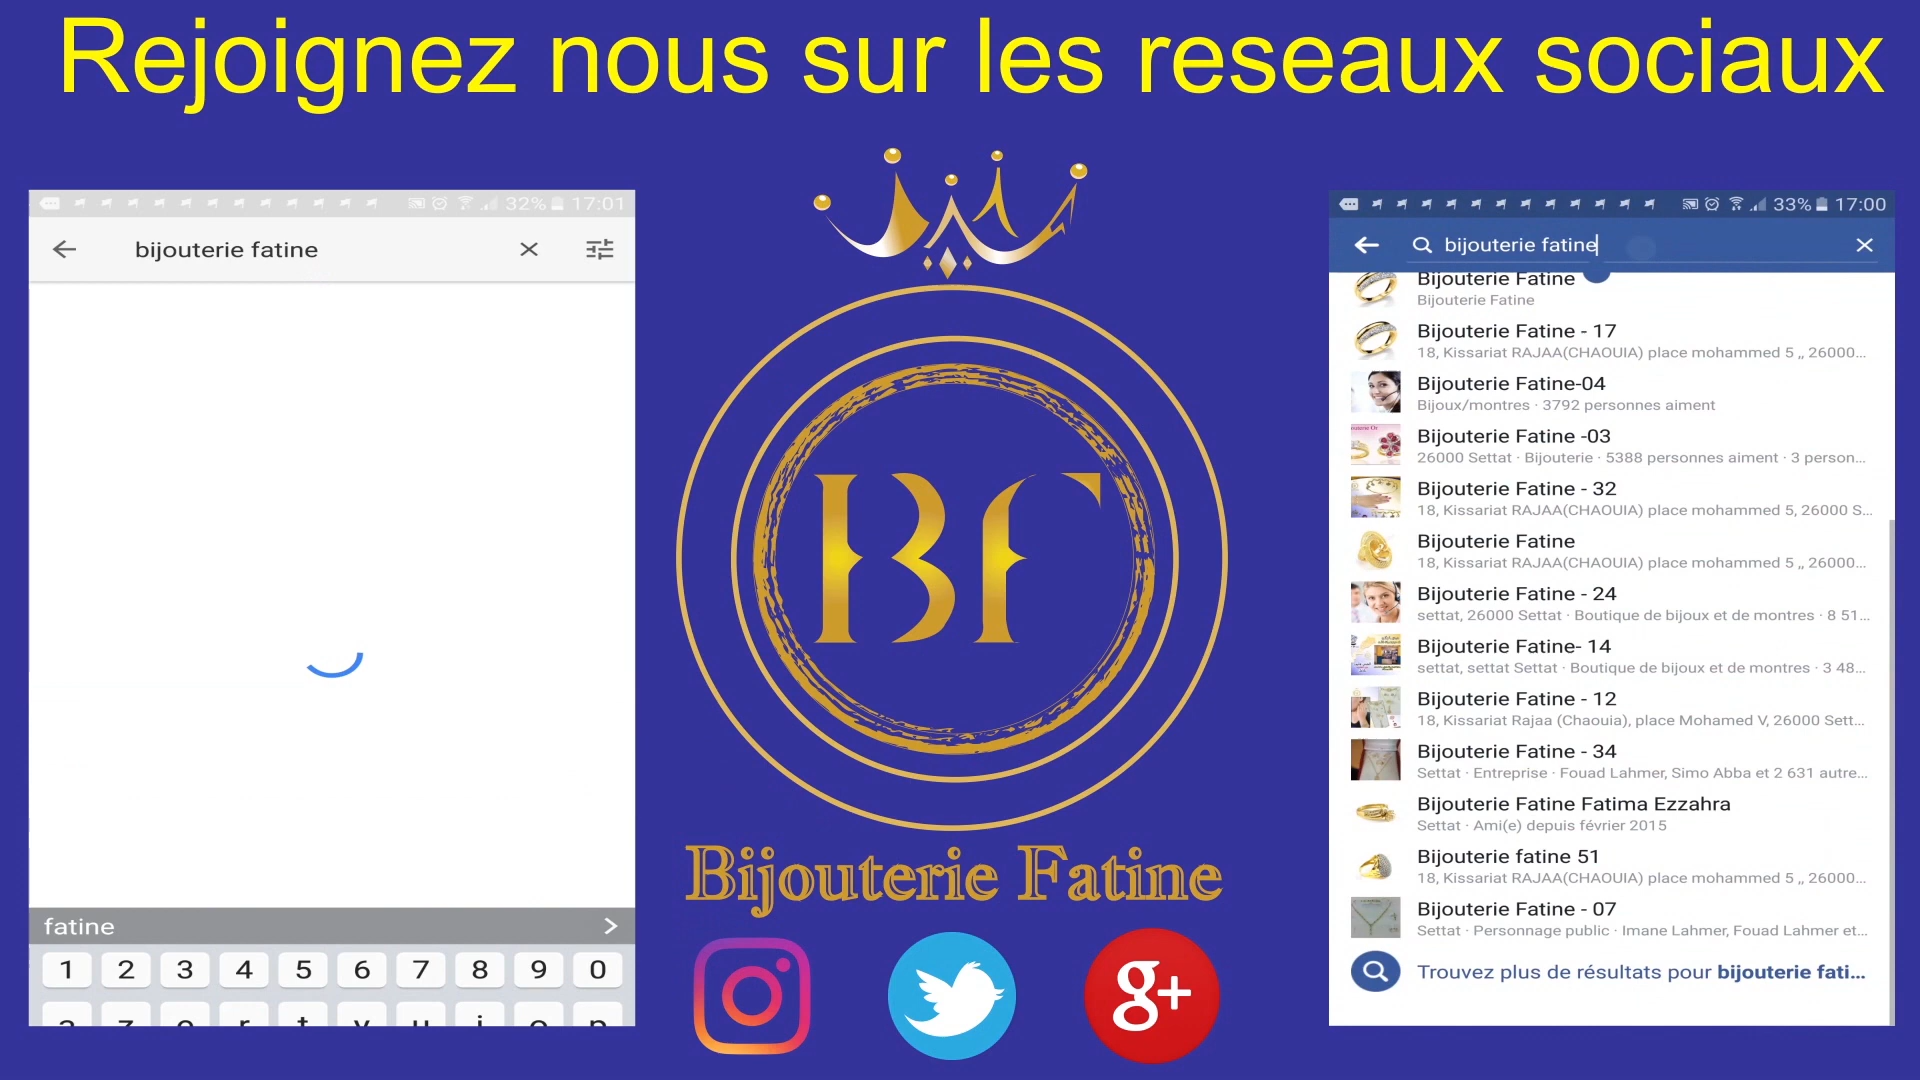 Rejoignez nous sur les reseaux sociaux
32% 17:01
bijouterie fatine
fatine
1 2 3 4 5 6 7 8 9 0
BF
Bijouterie Fatine
g+
33% 17:00
bijouterie fatine
Bijouterie Fatine
Bijouterie Fatine
Bijouterie Fatine - 17
18, Kissariat RAJAA(CHAOUIA) place mohammed 5 ,, 26000...
Bijouterie Fatine-04
Bijoux/montres · 3792 personnes aiment
Bijouterie Fatine -03
26000 Settat · Bijouterie · 5388 personnes aiment · 3 person...
Bijouterie Fatine - 32
18, Kissariat RAJAA(CHAOUIA) place mohammed 5, 26000 S...
Bijouterie Fatine
18, Kissariat RAJAA(CHAOUIA) place mohammed 5 ,, 26000...
Bijouterie Fatine - 24
settat, 26000 Settat · Boutique de bijoux et de montres · 8 51...
Bijouterie Fatine- 14
settat, settat Settat · Boutique de bijoux et de montres · 3 48...
Bijouterie Fatine - 12
18, Kissariat Rajaa (Chaouia), place Mohamed V, 26000 Sett...
Bijouterie Fatine - 34
Settat · Entreprise · Fouad Lahmer, Simo Abba et 2 631 autre...
Bijouterie Fatine Fatima Ezzahra
Settat · Ami(e) depuis février 2015
Bijouterie fatine 51
18, Kissariat RAJAA(CHAOUIA) place mohammed 5 ,, 26000...
Bijouterie Fatine - 07
Settat · Personnage public · Imane Lahmer, Fouad Lahmer et...
Trouvez plus de résultats pour bijouterie fati...